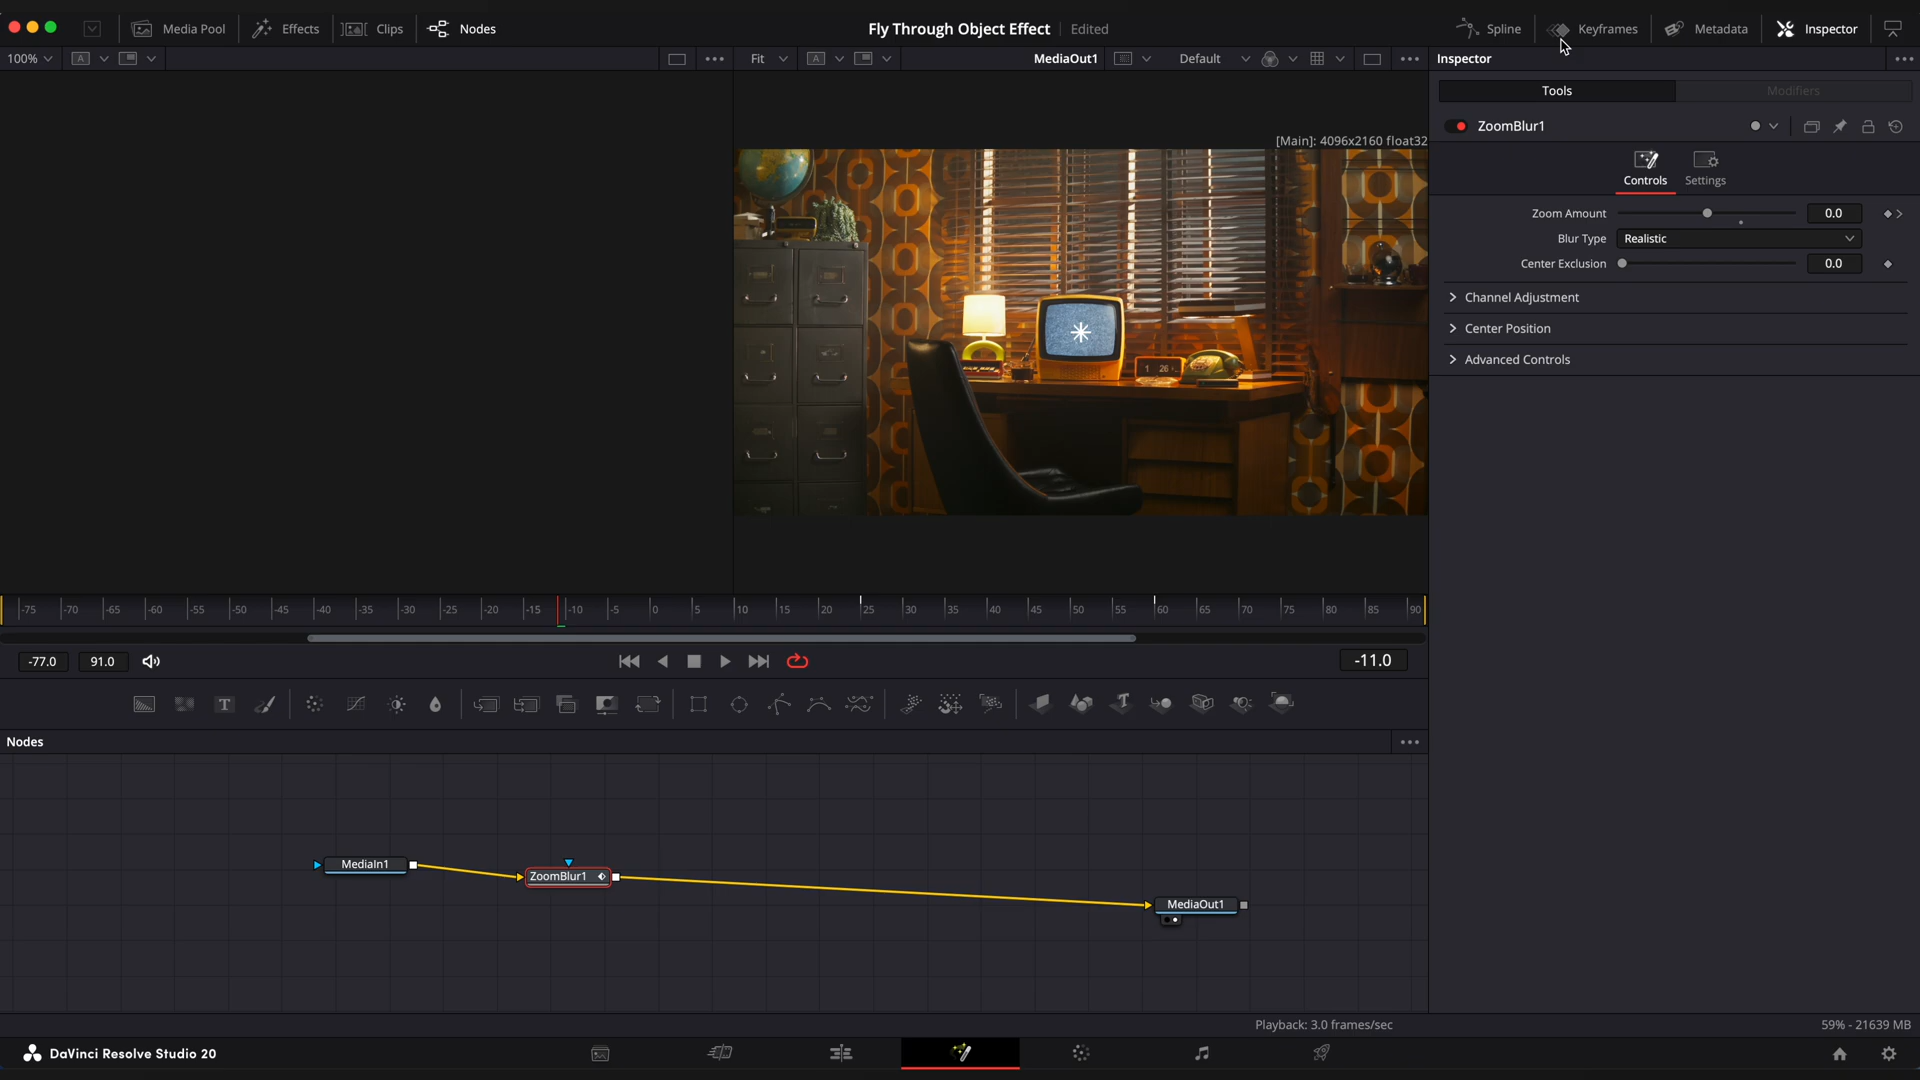 Media Pool Effects Clips Nodes Fly Through Object Effect Edited Spline Keyframes Metadata Inspector
100% A Fit A MediaOut1 Default Inspector
Tools Modifiers
ZoomBlur1
[Main]: 4096x2160 float32
Controls Settings
Zoom Amount 0.0
Blur Type Realistic
Center Exclusion 0.0
Channel Adjustment
Center Position
Advanced Controls
1 26
-75 -70 -65 -60 -55 -50 -45 -40 -35 -30 -25 -20 -15 -10 -5 0 5 10 15 20 25 30 35 40 45 50 55 60 65 70 75 80 85 90
-77.0 91.0 -11.0
T T
Nodes
MediaIn1
ZoomBlur1
MediaOut1
Playback: 3.0 frames/sec 59% - 21639 MB
DaVinci Resolve Studio 20